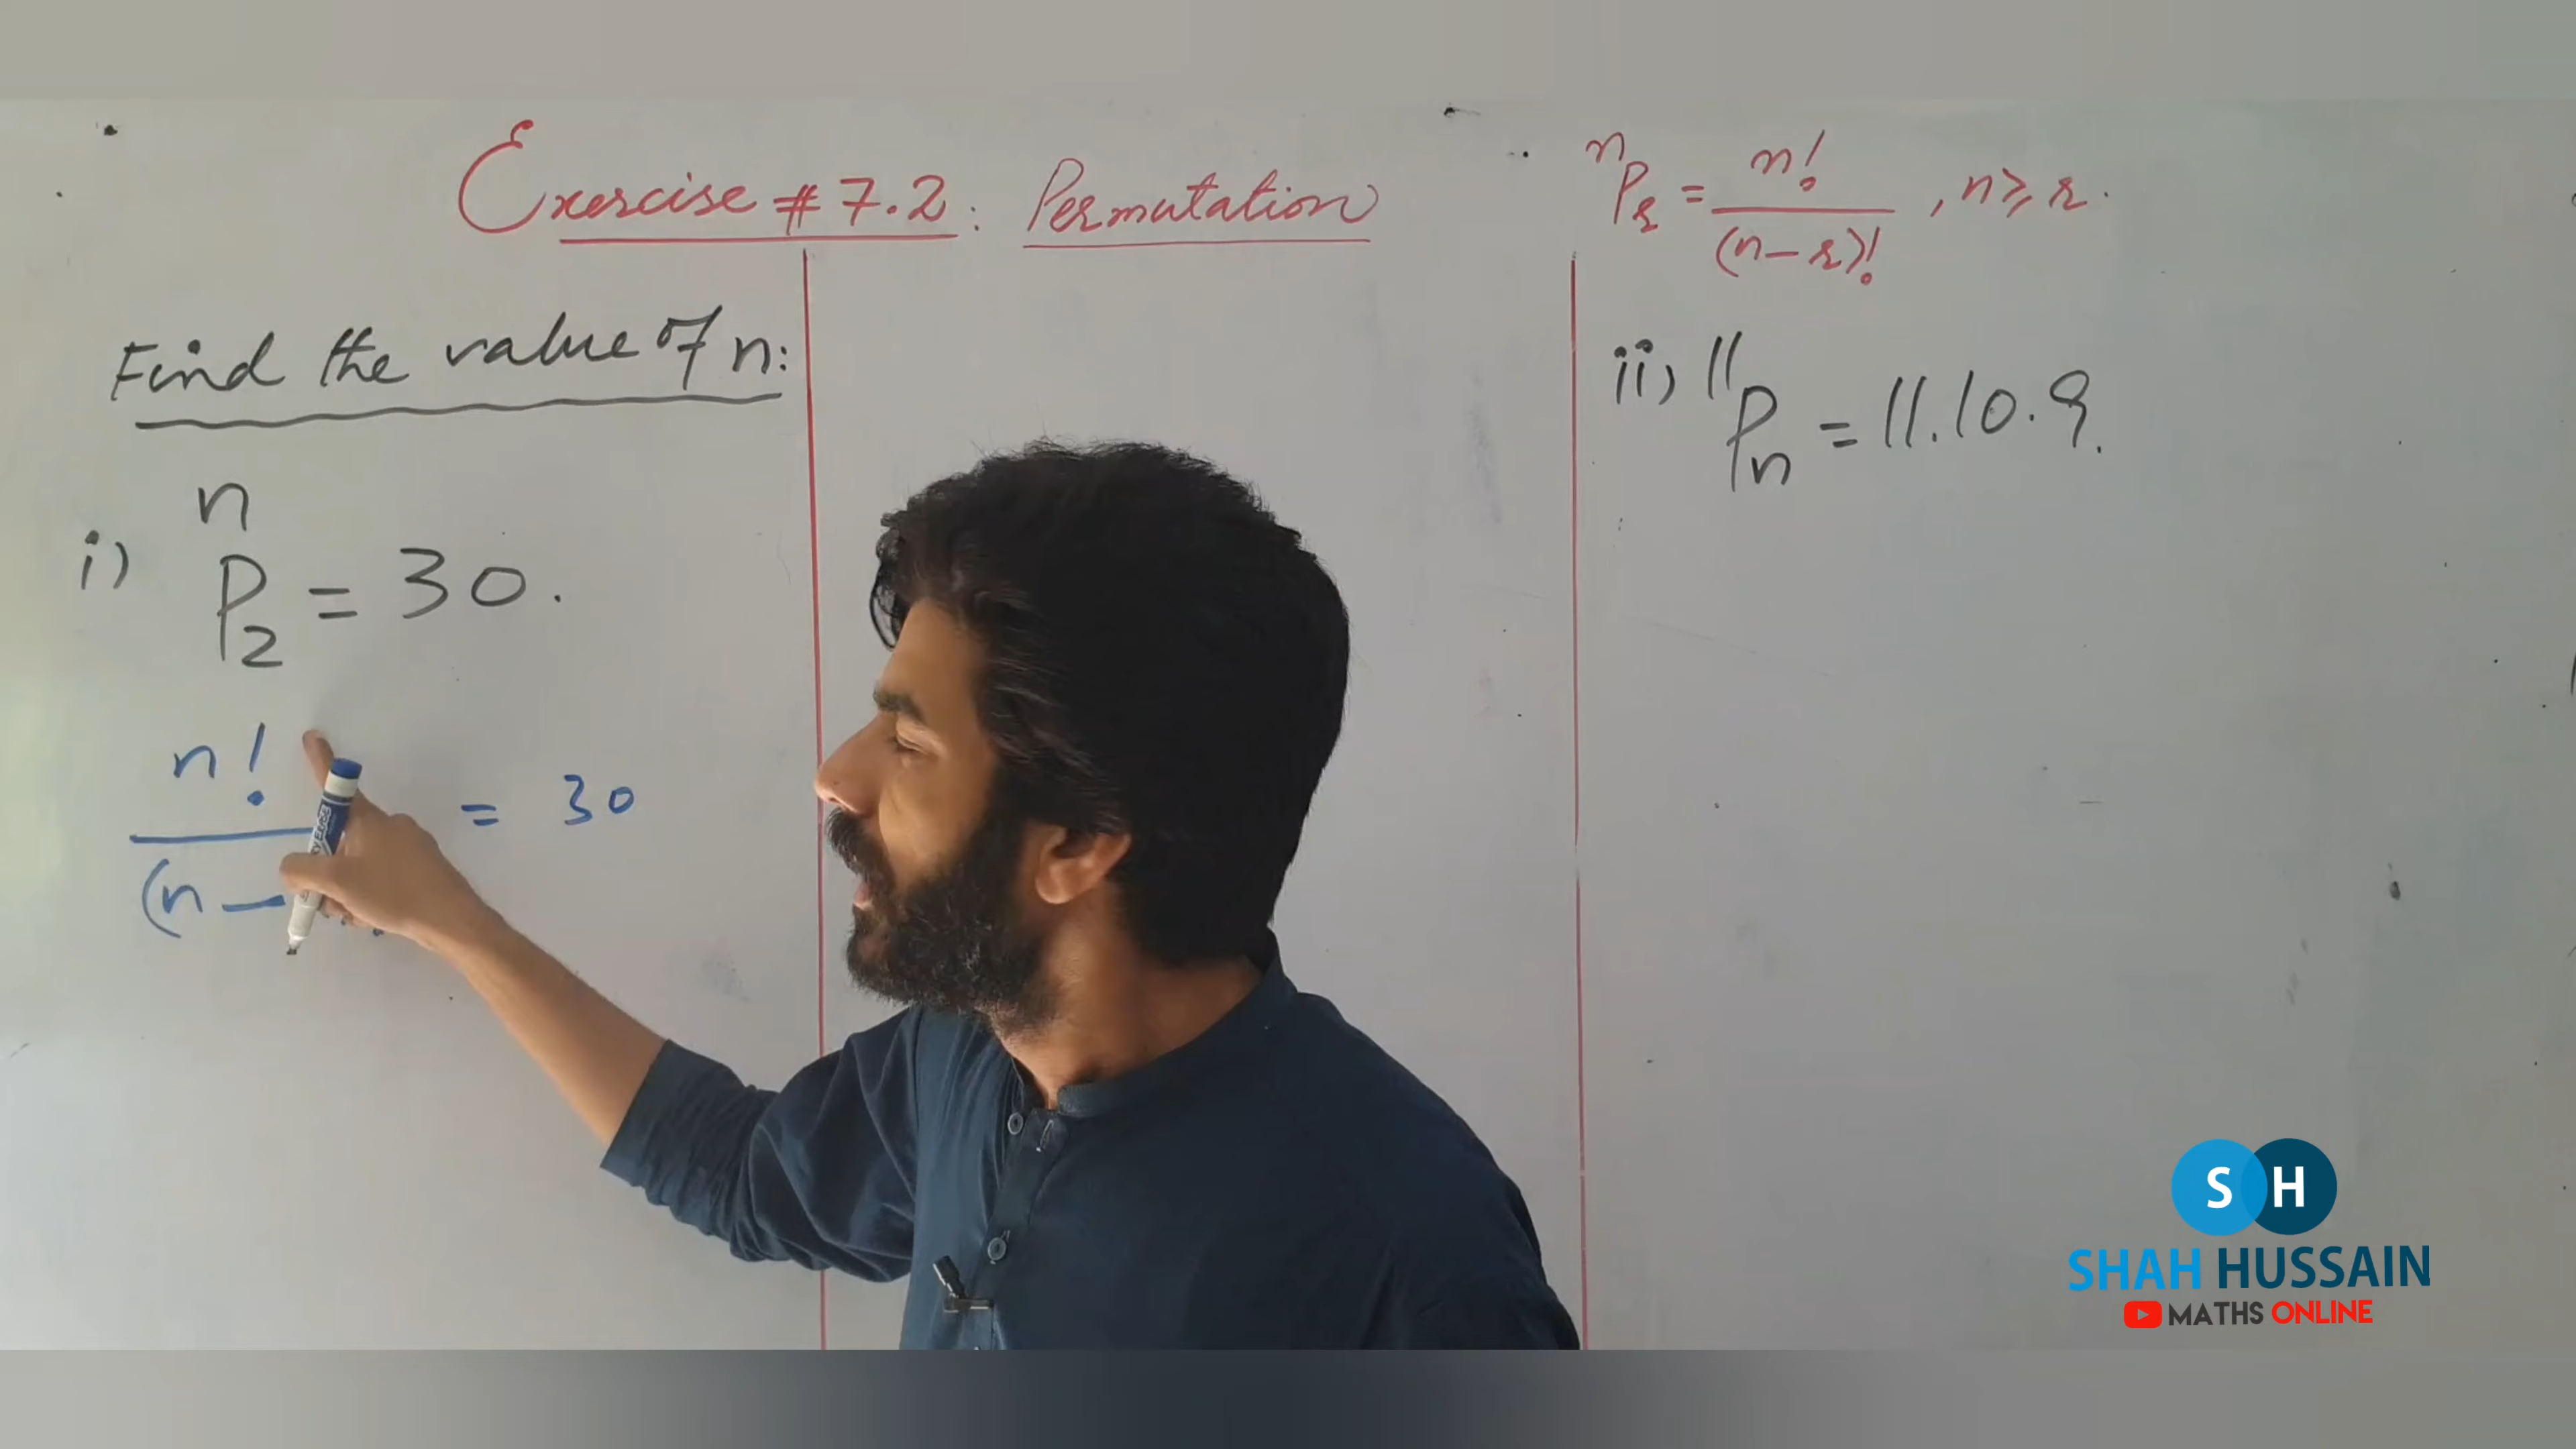 Exercise # 7.2 : Permutation
ⁿPᵣ = n! / (n - r)! , n ≥ r.
Find the value of n:
i) ⁿP₂ = 30.
n! / (n - = 30
ii) ¹¹Pₙ = 11.10.9.
S H
SHAH HUSSAIN
MATHS ONLINE